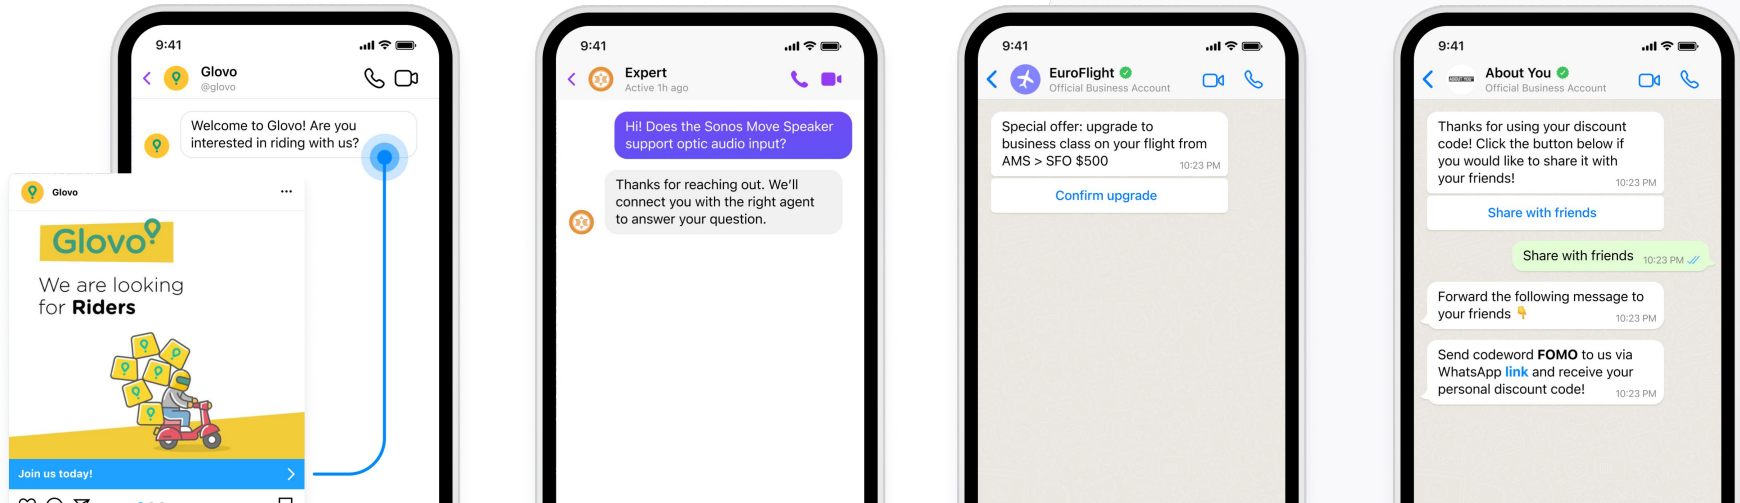 9:41
Glovo
@glovo
Welcome to Glovo! Are you
interested in riding with us?
Glovo
Glovo
We are looking
for Riders
Join us today!
9:41
Expert
Active 1h ago
Hi! Does the Sonos Move Speaker
support optic audio input?
Thanks for reaching out. We'll
connect you with the right agent
to answer your question.
9:41
EuroFlight
Official Business Account
Special offer: upgrade to
business class on your flight from
AMS > SFO $500
10:23 PM
Confirm upgrade
9:41
ABOUT YOU
About You
Official Business Account
Thanks for using your discount
code! Click the button below if
you would like to share it with
your friends!
10:23 PM
Share with friends
Share with friends 10:23 PM
Forward the following message to
your friends 👇
10:23 PM
Send codeword FOMO to us via
WhatsApp link and receive your
personal discount code!
10:23 PM